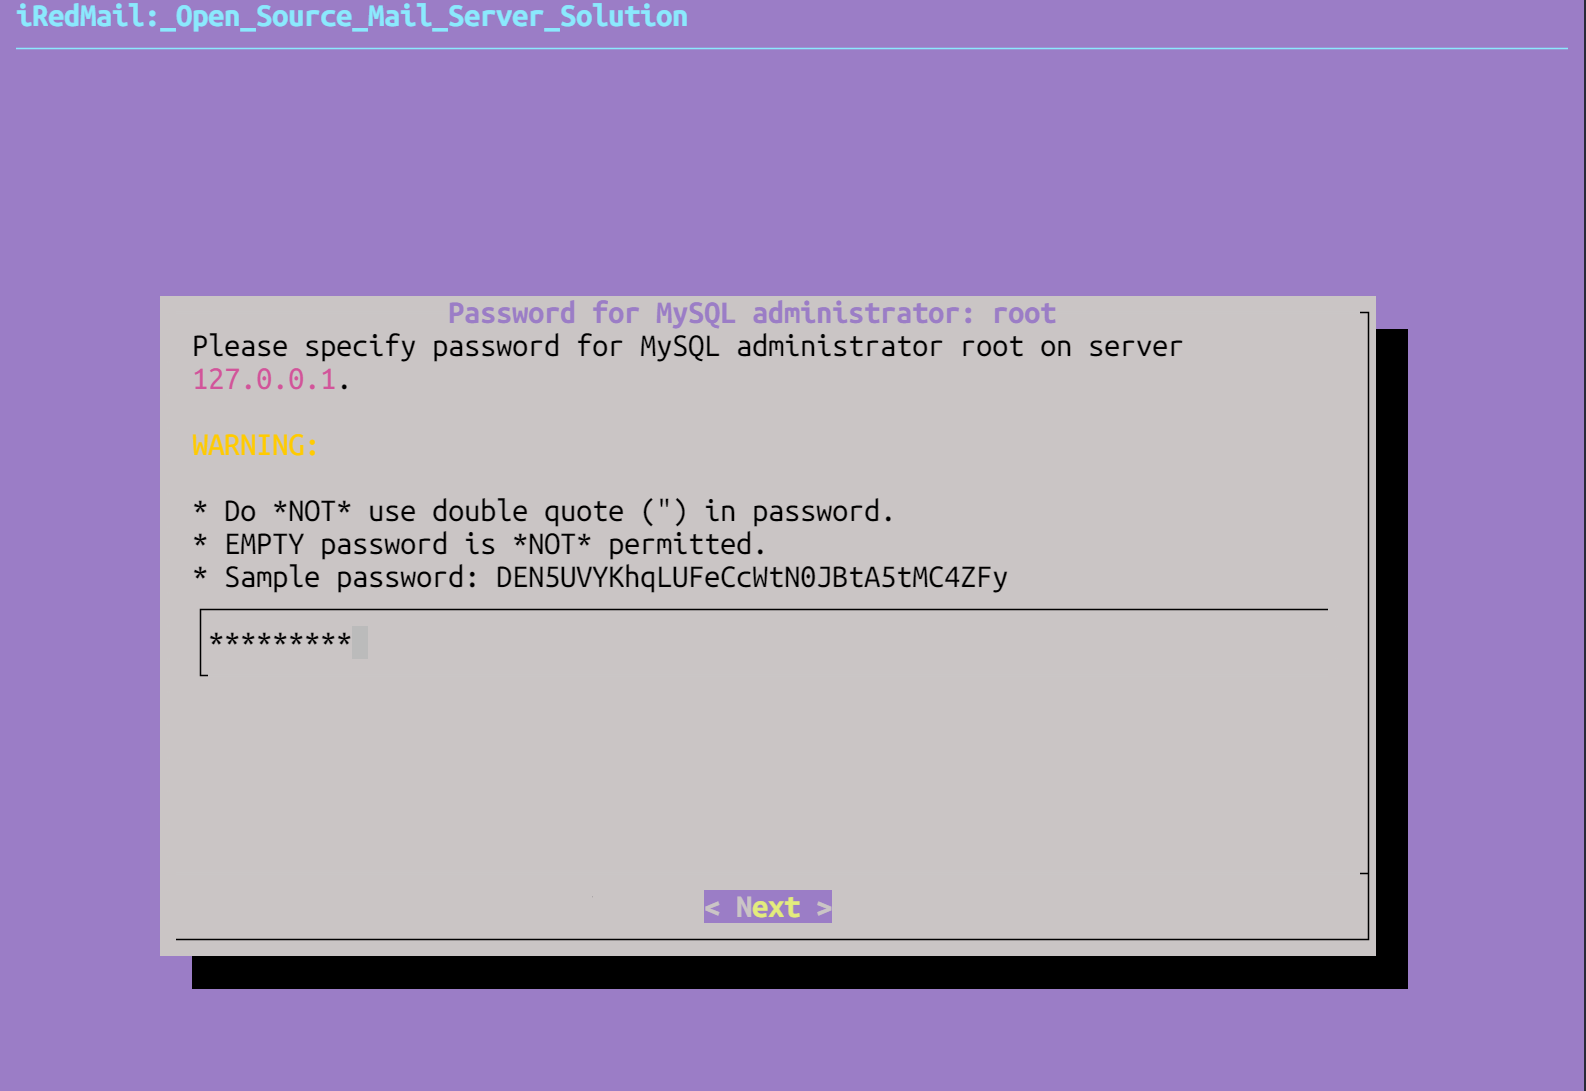 iRedMail:_Open_Source_Mail_Server_Solution
Password for MySQL administrator: root
Please specify password for MySQL administrator root on server
127.0.0.1.
WARNING:
* Do *NOT* use double quote (") in password.
* EMPTY password is *NOT* permitted.
* Sample password: DEN5UVYKhqLUFeCcWtN0JBtA5tMC4ZFy
*********
< Next >